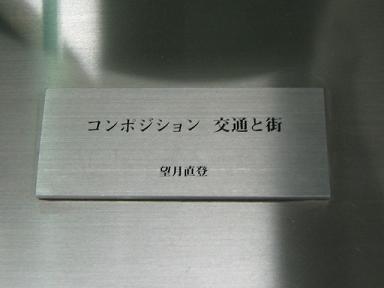 コンポジション 交通と街
望月直登